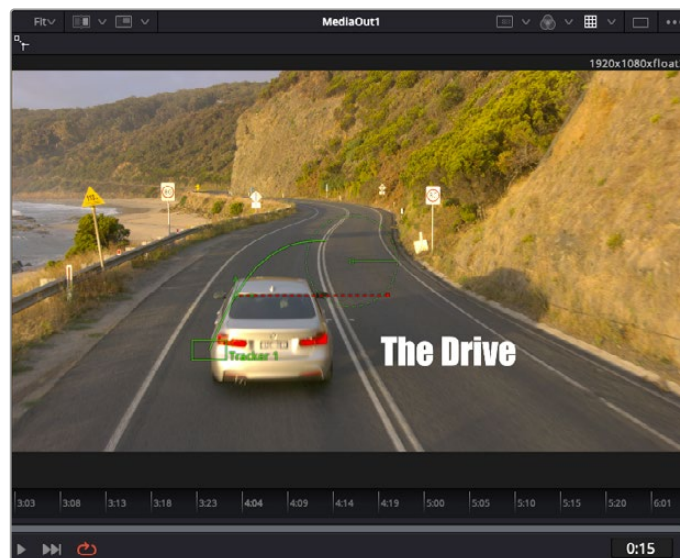 Fit
MediaOut1
1920x1080xfloat
Tracker 1
The Drive
3:03 3:08 3:13 3:18 3:23 4:04 4:09 4:14 4:19 5:00 5:05 5:10 5:15 5:20 6:01
0:15